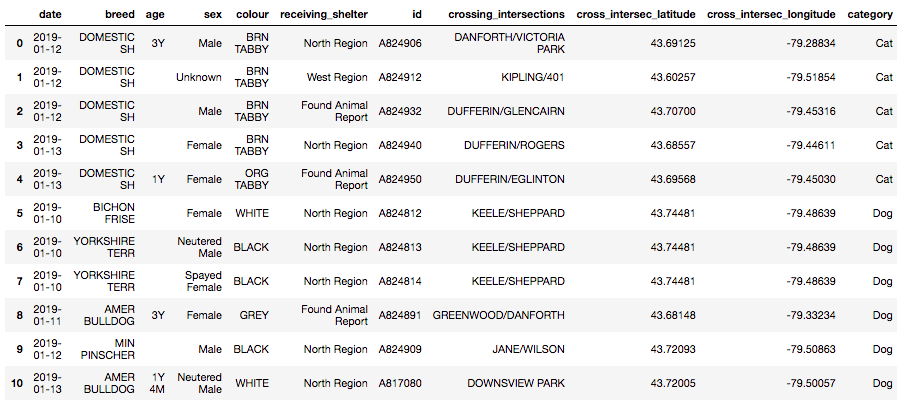 date breed age sex colour receiving_shelter id crossing_intersections cross_intersec_latitude cross_intersec_longitude category
0 2019-01-12 DOMESTIC SH 3Y Male BRN TABBY North Region A824906 DANFORTH/VICTORIA PARK 43.69125 -79.28834 Cat
1 2019-01-12 DOMESTIC SH Unknown BRN TABBY West Region A824912 KIPLING/401 43.60257 -79.51854 Cat
2 2019-01-12 DOMESTIC SH Male BRN TABBY Found Animal Report A824932 DUFFERIN/GLENCAIRN 43.70700 -79.45316 Cat
3 2019-01-13 DOMESTIC SH Female BRN TABBY North Region A824940 DUFFERIN/ROGERS 43.68557 -79.44611 Cat
4 2019-01-13 DOMESTIC SH 1Y Female ORG TABBY Found Animal Report A824950 DUFFERIN/EGLINTON 43.69568 -79.45030 Cat
5 2019-01-10 BICHON FRISE Female WHITE North Region A824812 KEELE/SHEPPARD 43.74481 -79.48639 Dog
6 2019-01-10 YORKSHIRE TERR Neutered Male BLACK North Region A824813 KEELE/SHEPPARD 43.74481 -79.48639 Dog
7 2019-01-10 YORKSHIRE TERR Spayed Female BLACK North Region A824814 KEELE/SHEPPARD 43.74481 -79.48639 Dog
8 2019-01-11 AMER BULLDOG 3Y Female GREY Found Animal Report A824891 GREENWOOD/DANFORTH 43.68148 -79.33234 Dog
9 2019-01-12 MIN PINSCHER Male BLACK North Region A824909 JANE/WILSON 43.72093 -79.50863 Dog
10 2019-01-13 AMER BULLDOG 1Y 4M Neutered Male WHITE North Region A817080 DOWNSVIEW PARK 43.72005 -79.50057 Dog